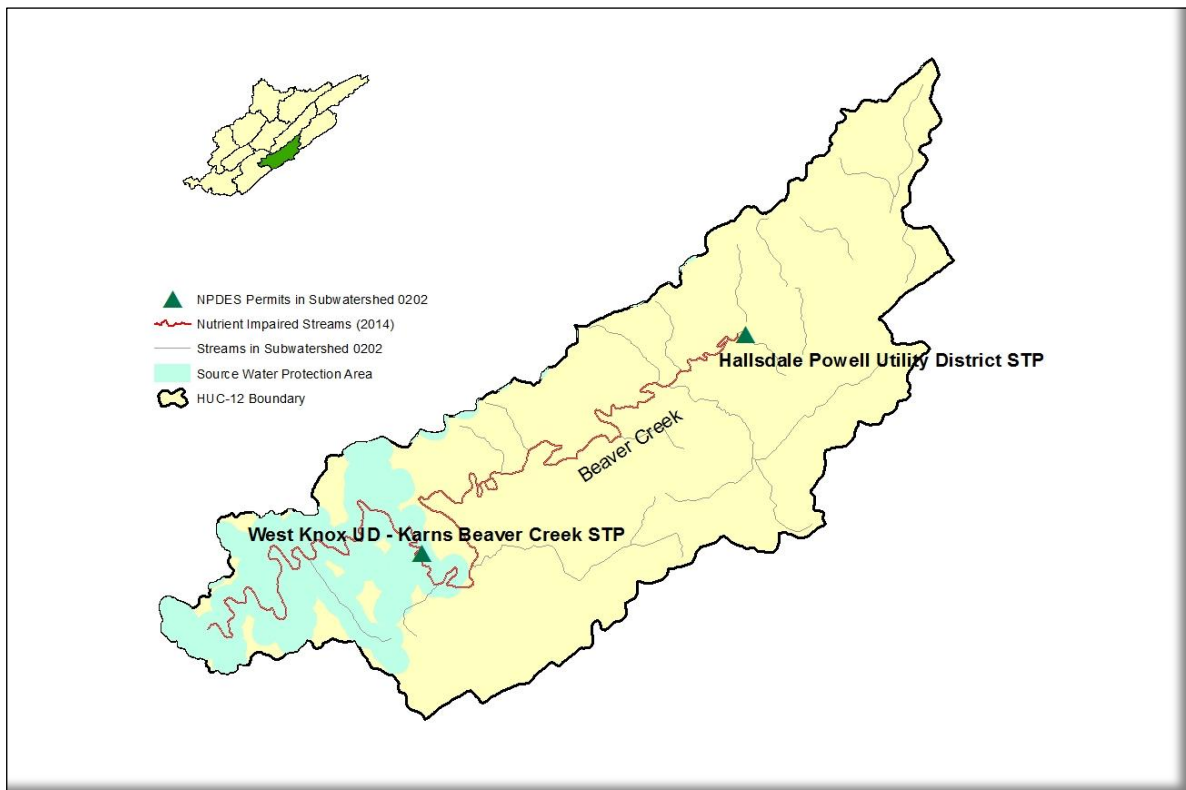 NPDES Permits in Subwatershed 0202
Nutrient Impaired Streams (2014)
Streams in Subwatershed 0202
Source Water Protection Area
HUC-12 Boundary
Hallsdale Powell Utility District STP
Beaver Creek
West Knox UD - Karns Beaver Creek STP